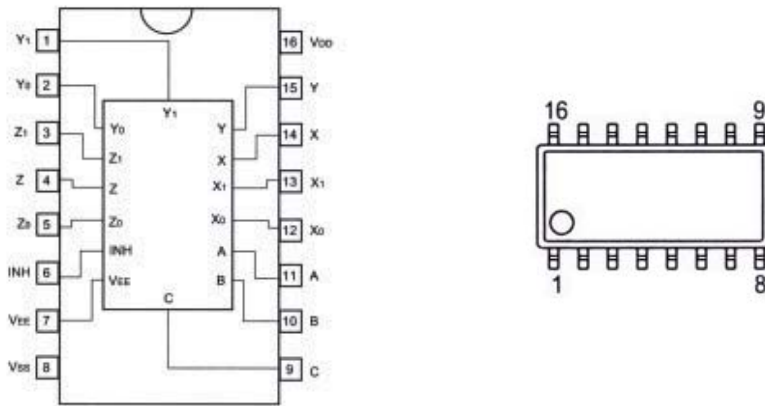 Y1 1
16 VDD
Y0 2
15 Y
Y1
Z1 3
Y0
Y
14 X
Z1
X
Z 4
Z
X1
13 X1
Z0 5
Z0
X0
12 X0
INH 6
INH
A
11 A
VEE 7
VEE
B
10 B
C
VSS 8
9 C
16
9
1
8